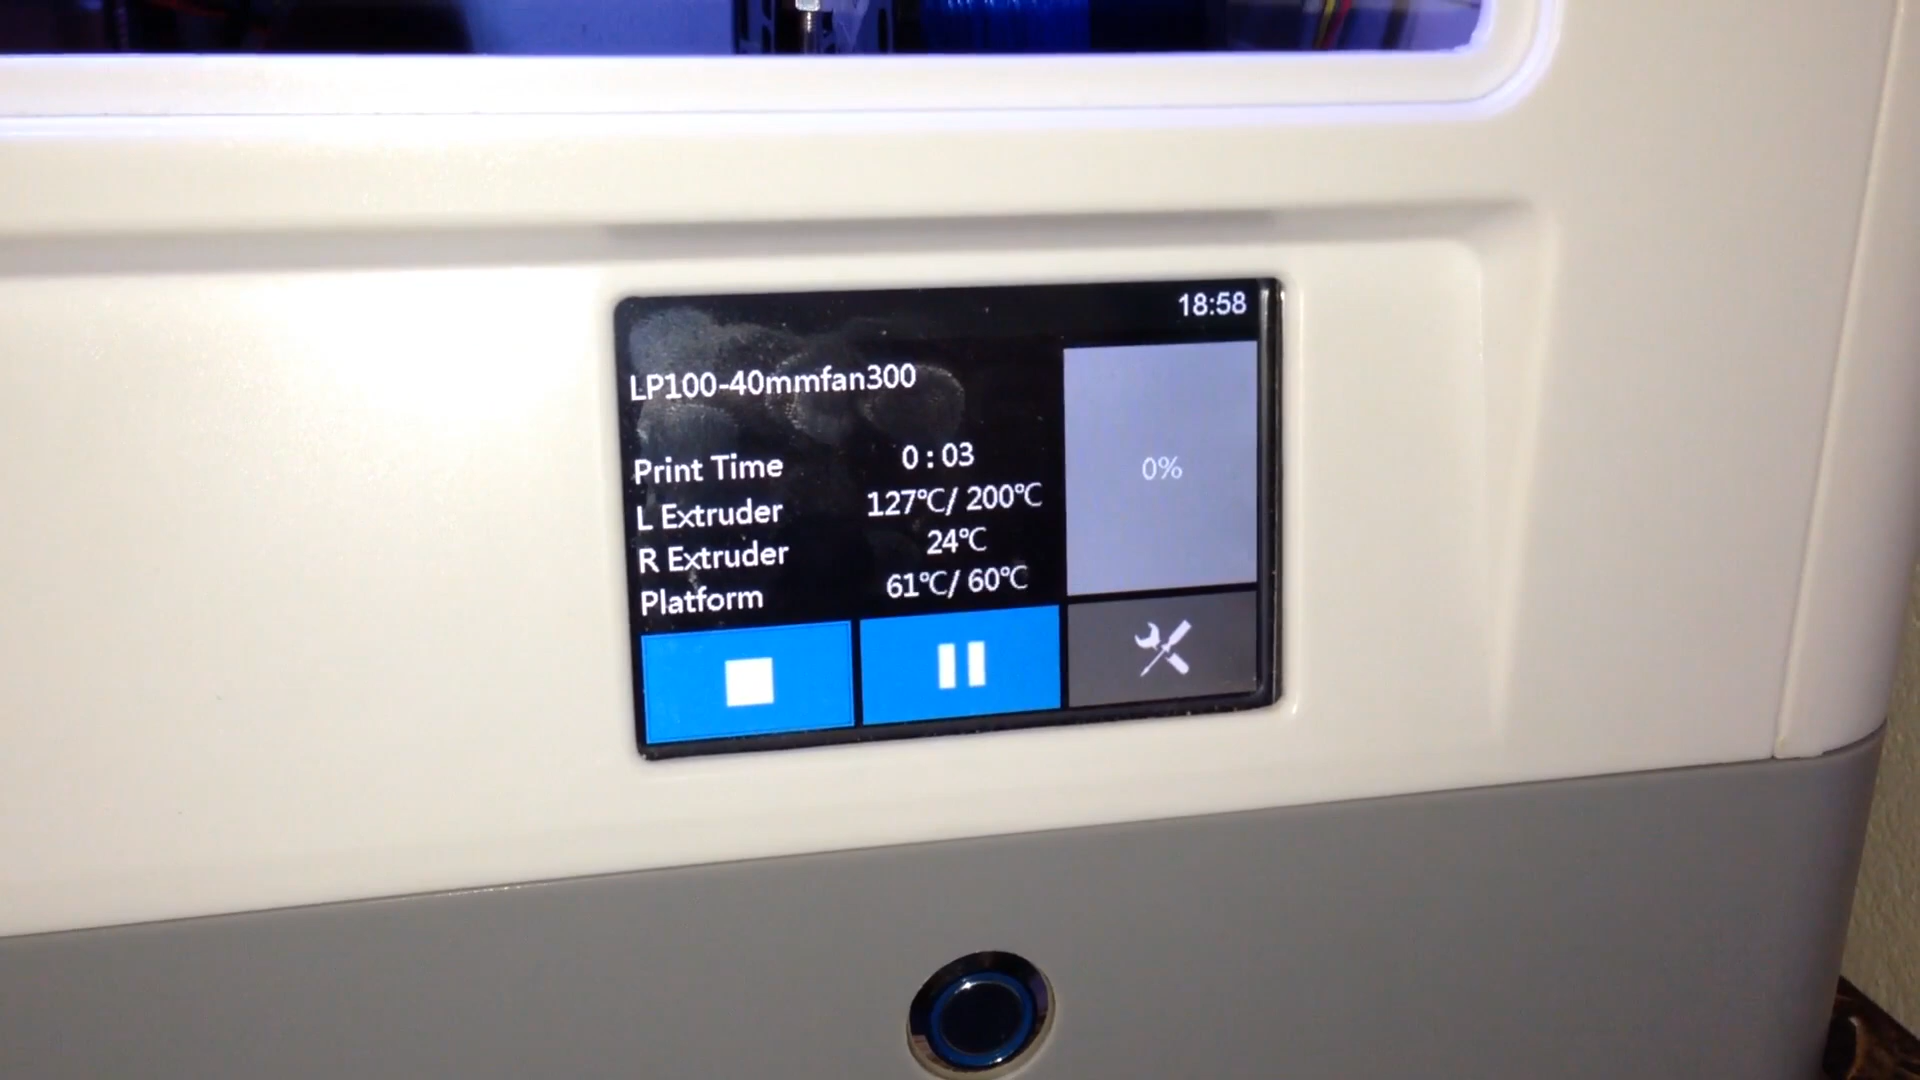 18:58
LP100-40mmfan300
0%
Print Time 0:03
L Extruder 127℃/ 200℃
R Extruder 24℃
Platform 61℃/ 60℃